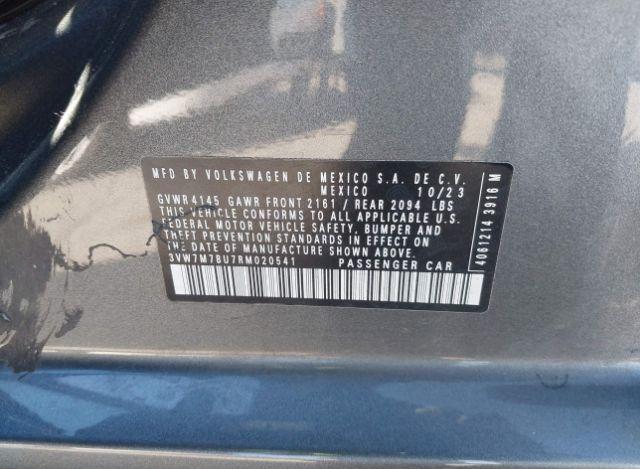 MFD BY VOLKSWAGEN DE MEXICO S.A. DE C.V.
MEXICO 10/23
GVWR 4145 GAWR FRONT 2161 / REAR 2094 LBS
THIS VEHICLE CONFORMS TO ALL APPLICABLE U.S.
FEDERAL MOTOR VEHICLE SAFETY, BUMPER AND
THEFT PREVENTION STANDARDS IN EFFECT ON
THE DATE OF MANUFACTURE SHOWN ABOVE.
3VW7M7BU7RM020541 PASSENGER CAR
4061214 3916 M